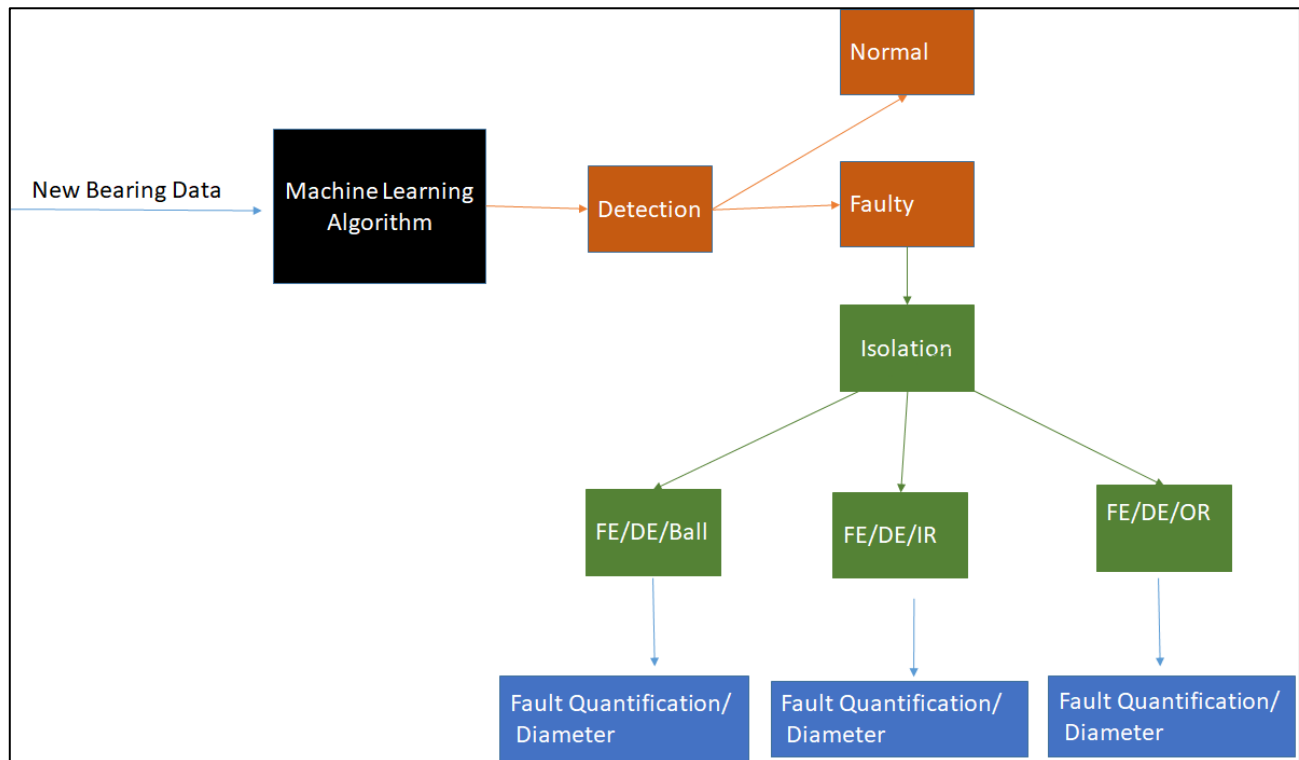 Normal
New Bearing Data
Machine Learning
Algorithm
Detection
Faulty
Isolation
FE/DE/Ball
FE/DE/IR
FE/DE/OR
Fault Quantification/
Diameter
Fault Quantification/
Diameter
Fault Quantification/
Diameter